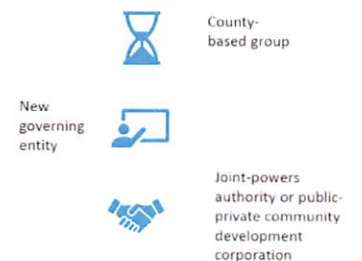 County-
based group
New
governing
entity
Joint-powers
authority or public-
private community
development
corporation